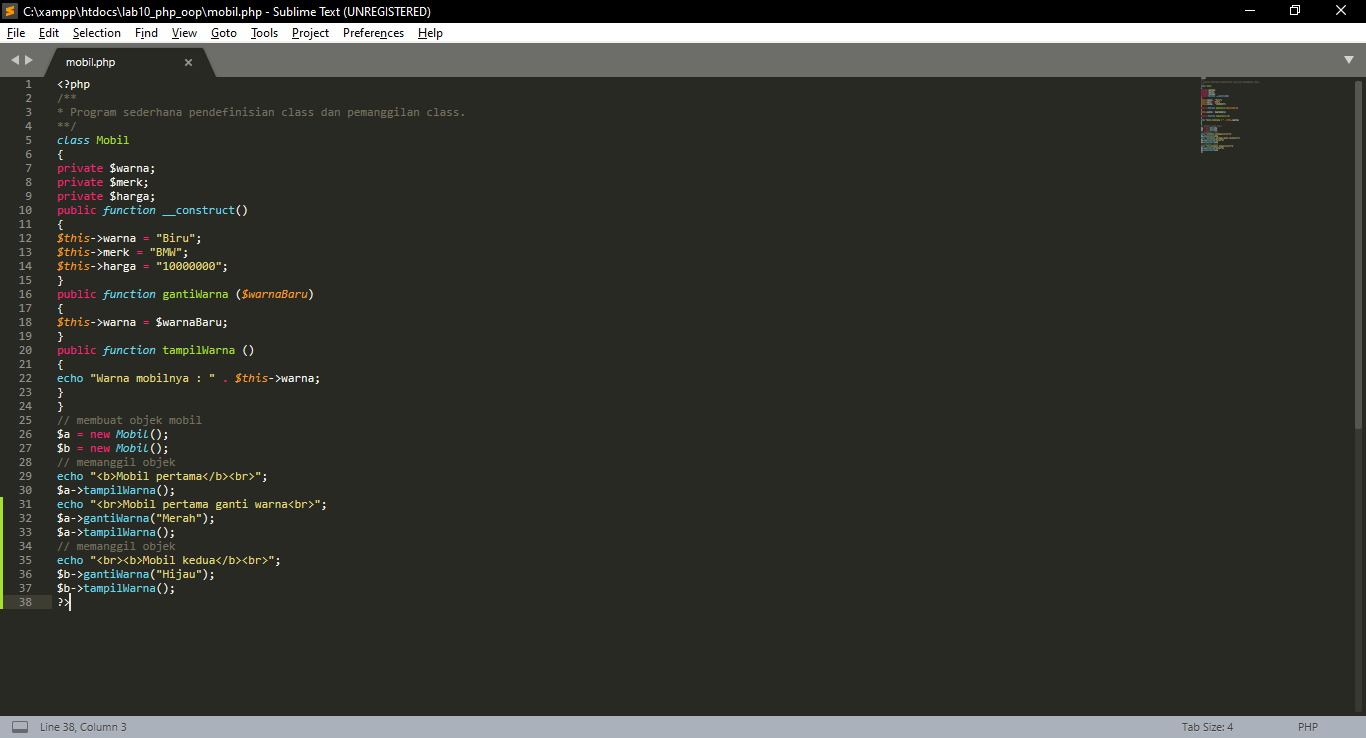 C:\xampp\htdocs\lab10_php_oop\mobil.php - Sublime Text (UNREGISTERED)
File Edit Selection Find View Goto Tools Project Preferences Help
mobil.php
1 <?php
2 /**
3 * Program sederhana pendefinisian class dan pemanggilan class.
4 **/
5 class Mobil
6 {
7 private $warna;
8 private $merk;
9 private $harga;
10 public function __construct()
11 {
12 $this->warna = "Biru";
13 $this->merk = "BMW";
14 $this->harga = "10000000";
15 }
16 public function gantiWarna ($warnaBaru)
17 {
18 $this->warna = $warnaBaru;
19 }
20 public function tampilWarna ()
21 {
22 echo "Warna mobilnya : " . $this->warna;
23 }
24 }
25 // membuat objek mobil
26 $a = new Mobil();
27 $b = new Mobil();
28 // memanggil objek
29 echo "<b>Mobil pertama</b><br>";
30 $a->tampilWarna();
31 echo "<br>Mobil pertama ganti warna<br>";
32 $a->gantiWarna("Merah");
33 $a->tampilWarna();
34 // memanggil objek
35 echo "<br><b>Mobil kedua</b><br>";
36 $b->gantiWarna("Hijau");
37 $b->tampilWarna();
38 ?>
Line 38, Column 3 Tab Size: 4 PHP